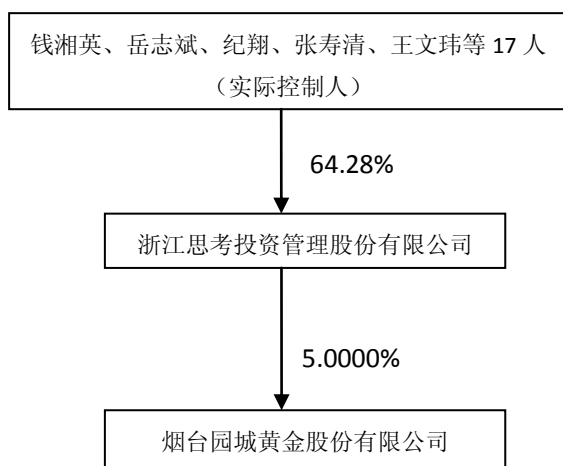 钱湘英、岳志斌、纪翔、张寿清、王文玮等 17 人
（实际控制人）
64.28%
浙江思考投资管理股份有限公司
5.0000%
烟台园城黄金股份有限公司